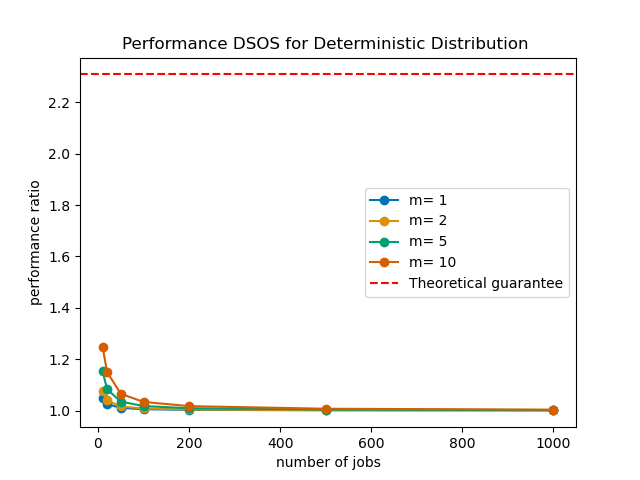 Performance DSOS for Deterministic Distribution
performance ratio
2.2
2.0
1.8
1.6
1.4
1.2
1.0
m= 1
m= 2
m= 5
m= 10
Theoretical guarantee
0 200 400 600 800 1000
number of jobs